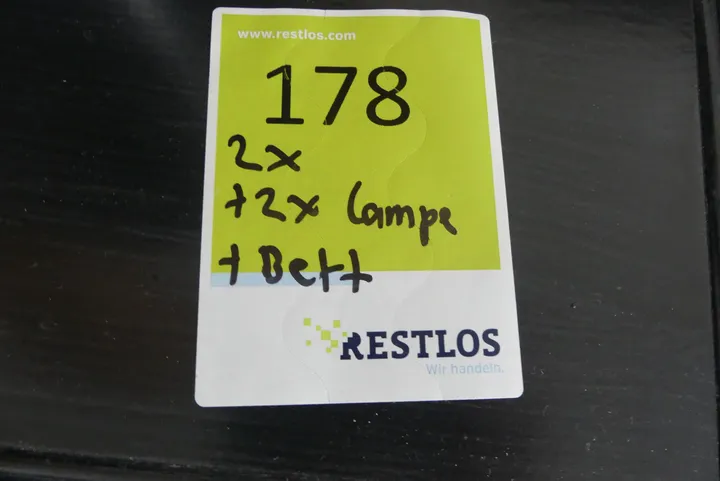 www.restlos.com
178
2x
+2x Lampe
+Bett
RESTLOS
Wir handeln.